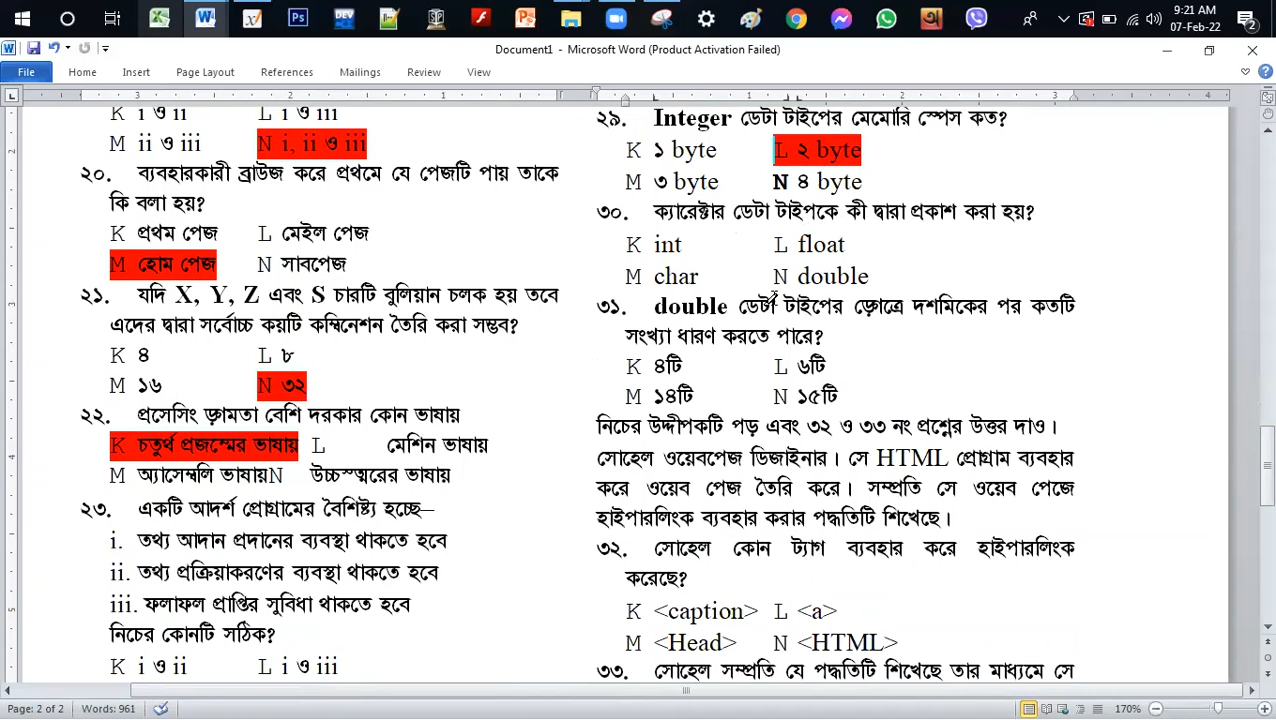 9:21 AM
07-Feb-22
2
Document1 - Microsoft Word (Product Activation Failed)
File Home Insert Page Layout References Mailings Review View
3 2 1 1 2 3 4
K i ও ii L i ও iii
M ii ও iii N i, ii ও iii
২০. ব্যবহারকারী ব্রাউজ করে প্রথমে যে পেজটি পায় তাকে
কি বলা হয়?
K প্রথম পেজ L মেইল পেজ
M হোম পেজ N সাবপেজ
২১. যদি X, Y, Z এবং S চারটি বুলিয়ান চলক হয় তবে
এদের দ্বারা সর্বোচ্চ কয়টি কম্বিনেশন তৈরি করা সম্ভব?
K ৪ L ৮
M ১৬ N ৩২
২২. প্রসেসিং ক্ষমতা বেশি দরকার কোন ভাষায়
K চতুর্থ প্রজন্মের ভাষায় L মেশিন ভাষায়
M অ্যাসেম্বলি ভাষায় N উচ্চস্তরের ভাষায়
২৩. একটি আদর্শ প্রোগ্রামের বৈশিষ্ট্য হচ্ছে–
i. তথ্য আদান প্রদানের ব্যবস্থা থাকতে হবে
ii. তথ্য প্রক্রিয়াকরণের ব্যবস্থা থাকতে হবে
iii. ফলাফল প্রাপ্তির সুবিধা থাকতে হবে
নিচের কোনটি সঠিক?
K i ও ii L i ও iii
২৯. Integer ডেটা টাইপের মেমোরি স্পেস কত?
K ১ byte L ২ byte
M ৩ byte N ৪ byte
৩০. ক্যারেক্টার ডেটা টাইপকে কী দ্বারা প্রকাশ করা হয়?
K int L float
M char N double
৩১. double ডেটা টাইপের ক্ষেত্রে দশমিকের পর কতটি
সংখ্যা ধারণ করতে পারে?
K ৪টি L ৬টি
M ১৪টি N ১৫টি
নিচের উদ্দীপকটি পড় এবং ৩২ ও ৩৩ নং প্রশ্নের উত্তর দাও।
সোহেল ওয়েবপেজ ডিজাইনার। সে HTML প্রোগ্রাম ব্যবহার
করে ওয়েব পেজ তৈরি করে। সম্প্রতি সে ওয়েব পেজে
হাইপারলিংক ব্যবহার করার পদ্ধতিটি শিখেছে।
৩২. সোহেল কোন ট্যাগ ব্যবহার করে হাইপারলিংক
করেছে?
K <caption> L <a>
M <Head> N <HTML>
৩৩. সোহেল সম্প্রতি যে পদ্ধতিটি শিখেছে তার মাধ্যমে সে
Page: 2 of 2 Words: 961 170%